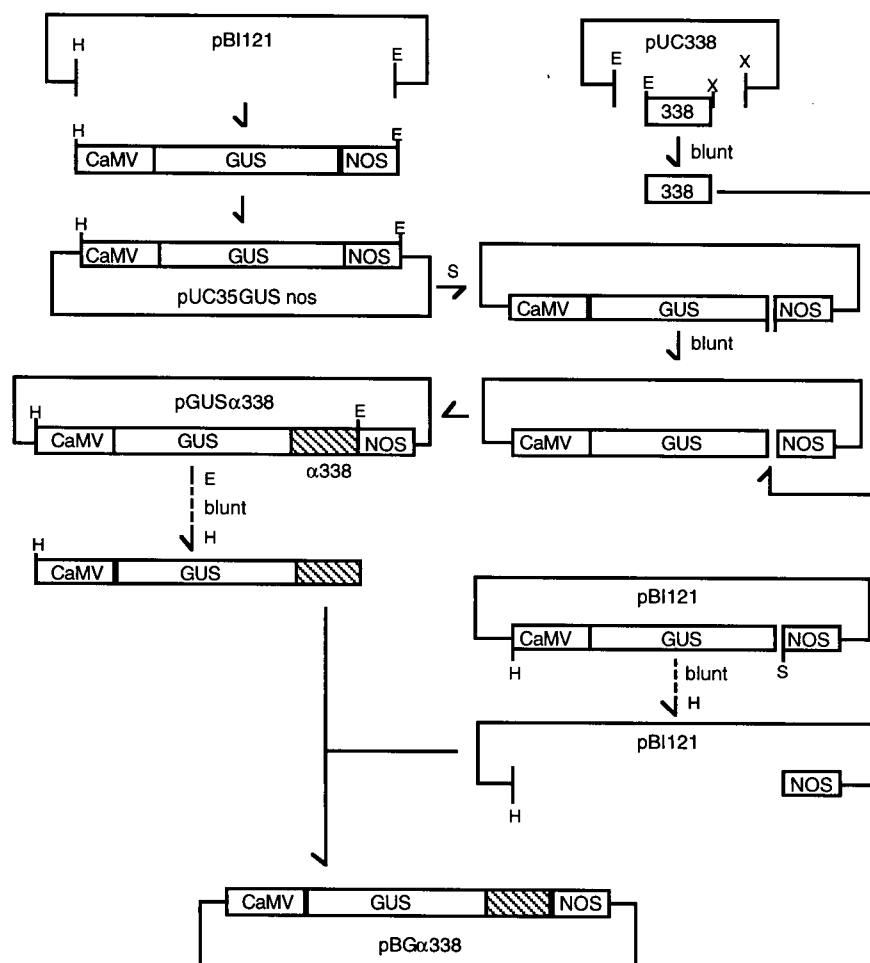 pBI121
H
E
pUC338
E
X
E
X
338
blunt
338
H
E
CaMV
GUS
NOS
H
E
CaMV
GUS
NOS
pUC35GUS nos
S
CaMV
GUS
NOS
blunt
CaMV
GUS
NOS
pGUSα338
H
E
CaMV
GUS
NOS
α338
E
blunt
H
H
CaMV
GUS
pBI121
CaMV
GUS
NOS
H
S
blunt
H
pBI121
NOS
H
CaMV
GUS
NOS
pBGα338